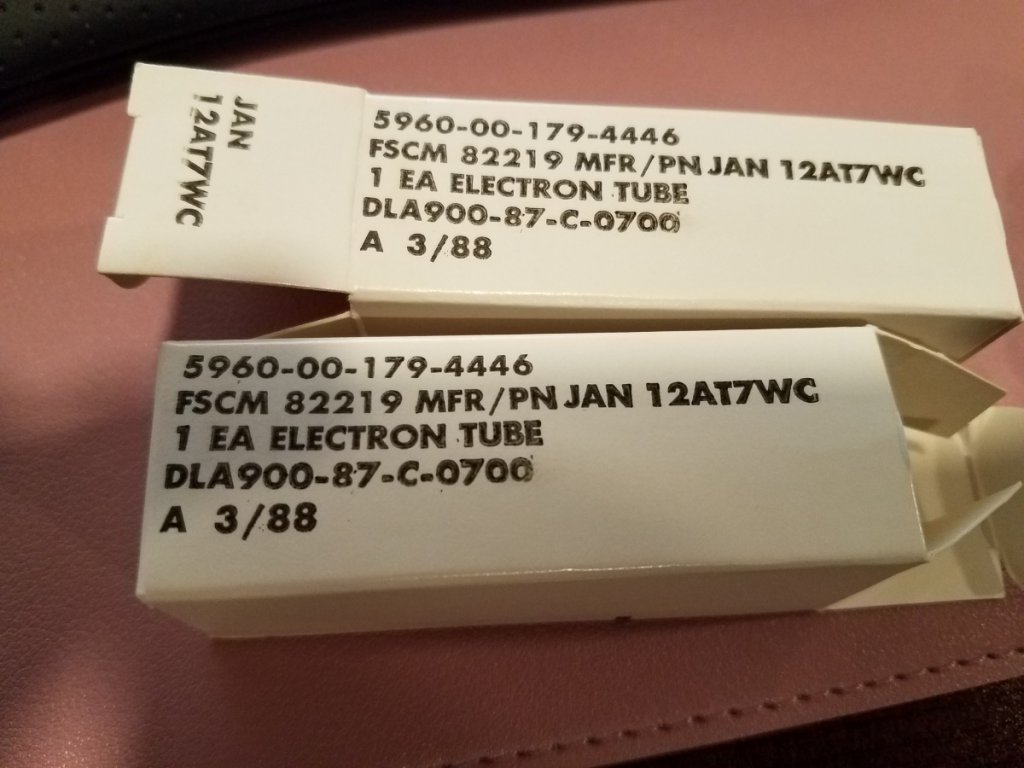 JAN
12AT7WC
5960-00-179-4446
FSCM 82219 MFR/PN JAN 12AT7WC
1 EA ELECTRON TUBE
DLA900-87-C-0700
A 3/88
5960-00-179-4446
FSCM 82219 MFR/PN JAN 12AT7WC
1 EA ELECTRON TUBE
DLA900-87-C-0700
A 3/88